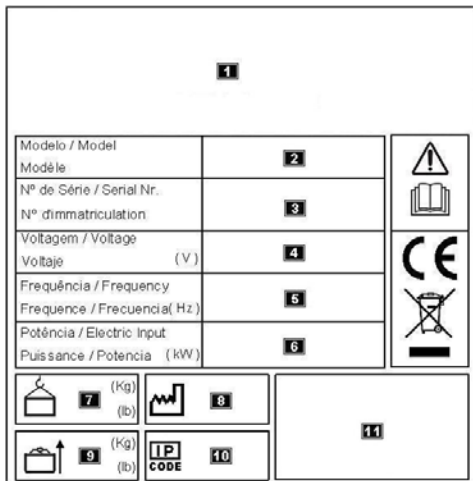 1
Modelo / Model
Modèle
2
Nº de Série / Serial Nr.
Nº d'immatriculation
3
Voltagem / Voltage
Voltaje (V)
4
Frequência / Frequency
Frequence / Frecuencia( Hz )
5
Potência / Electric Input
Puissance / Potencia (kW)
6
CE
7 (Kg)
(lb)
8
9 (Kg)
(lb)
IP
CODE
10
11